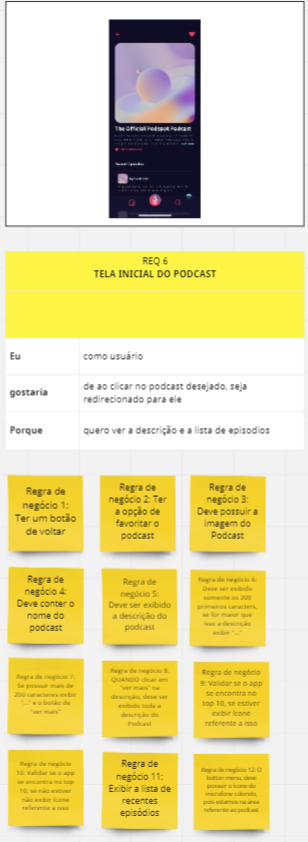 The Official Podspot Podcast
Recent Episodes
REQ 6
TELA INICIAL DO PODCAST
Eu
como usuário
gostaria
de ao clicar no podcast desejado, seja
redirecionado para ele
Porque
quero ver a descrição e a lista de episodios
Regra de
negócio 1:
Ter um botão
de voltar
Regra de
negócio 2: Ter
a opção de
favoritar o
podcast
Regra de
negócio 3:
Deve possuir a
imagem do
Podcast
Regra de
negócio 4:
Deve conter o
nome do
podcast
Regra de
negócio 5:
Deve ser exibido
a descrição do
podcast
Regra de negócio 6:
Deve ser exibido
somente os 200
primeiros caracters,
se for maior que
isso a descrição
exibir "..."
Regra de negócio 7:
Se possuir mais de
200 caracteres exibir
"..." e o botão de
"ver mais"
Regra de negócio 8:
QUANDO clicar em
"ver mais" na
descrição, deve ser
exibido toda a
descrição do
Podcast
Regra de negócio
9: Validar se o app
se encontra no
top 10, se estiver
exibir ícone
referente a isso
Regra de negócio
10: Validar se o app
se encontra no top
10, se não estiver
não exibir ícone
referente a isso
Regra de
negócio 11:
Exibir a lista de
recentes
episódios
Regra de negócio 12: O
button menu, deve
possuir o ícone do
microfone colorido,
pois estamos na área
referente ao podcast